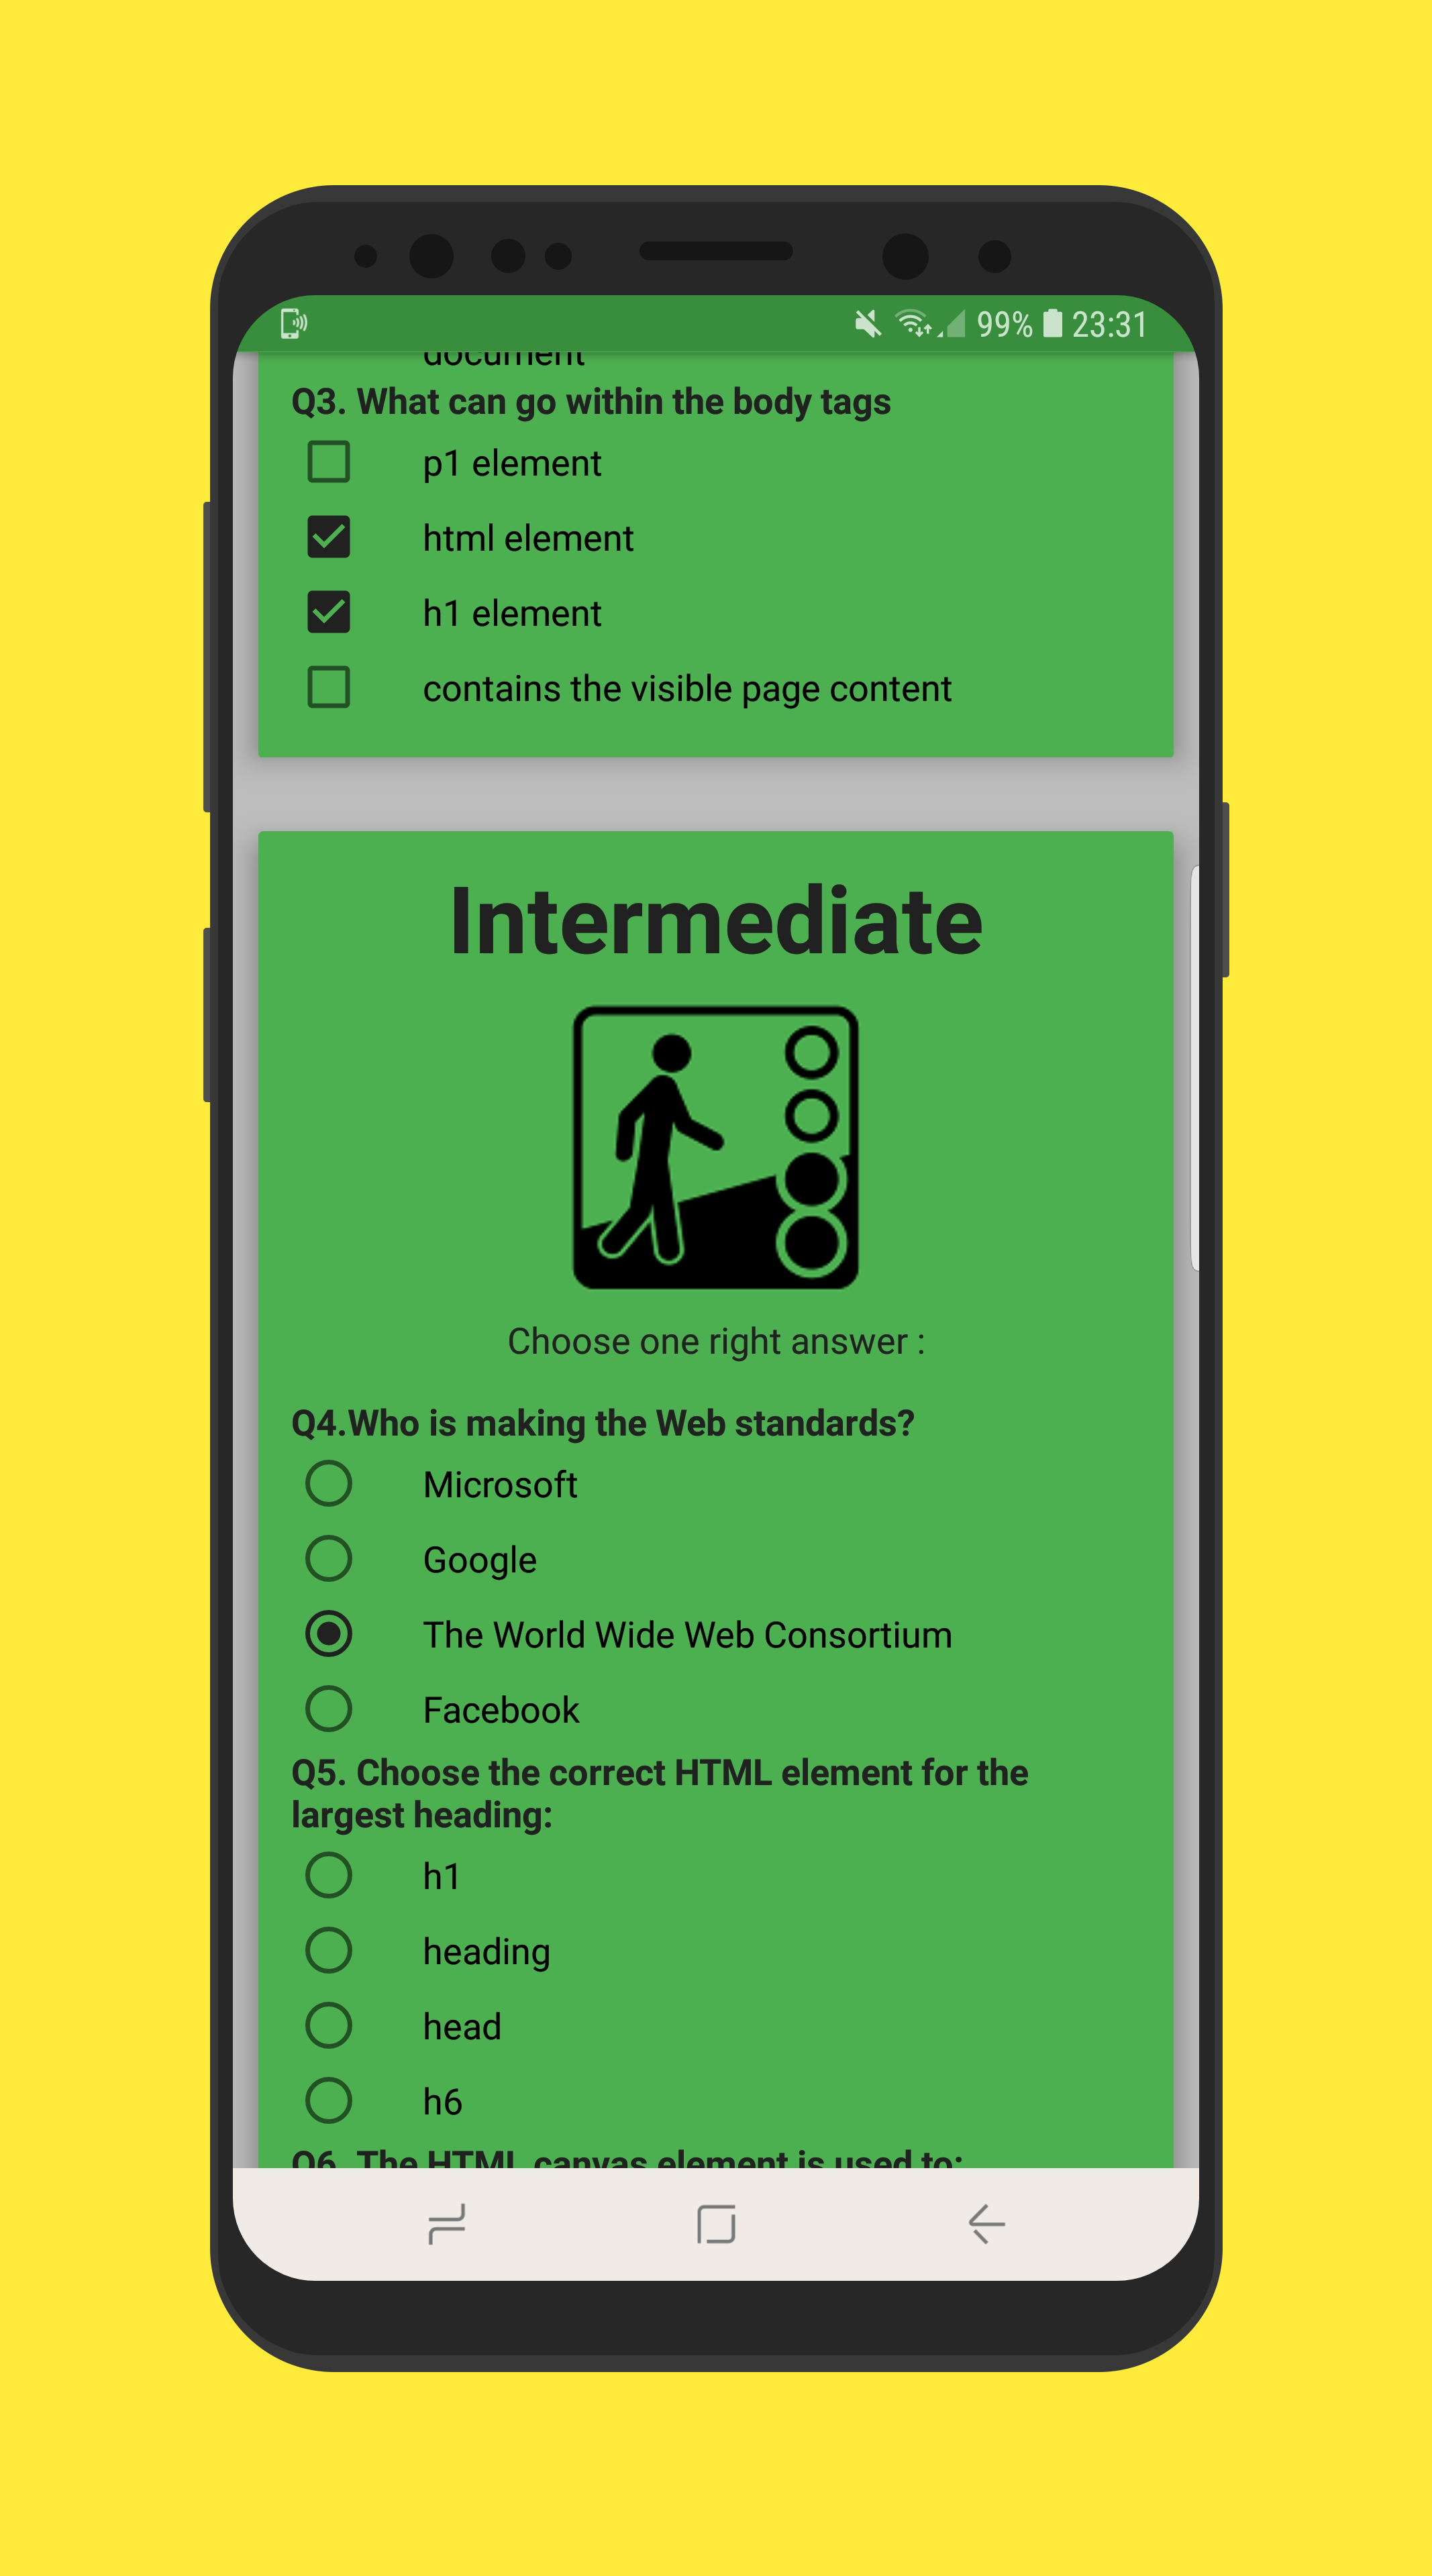 99% 23:31
document
Q3. What can go within the body tags
p1 element
html element
h1 element
contains the visible page content
Intermediate
Choose one right answer :
Q4.Who is making the Web standards?
Microsoft
Google
The World Wide Web Consortium
Facebook
Q5. Choose the correct HTML element for the
largest heading:
h1
heading
head
h6
Q6. The HTML canvas element is used to: